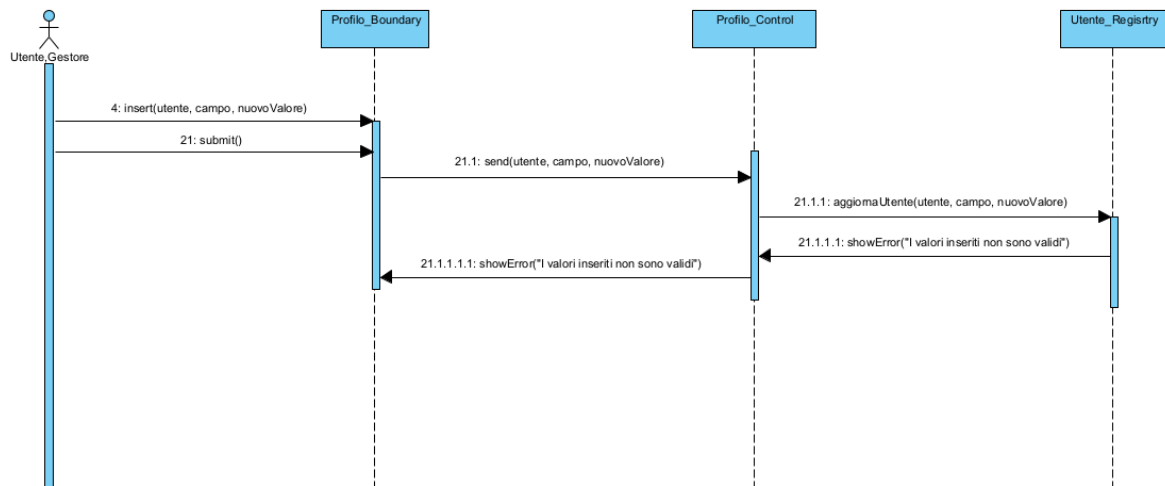 Profilo_Boundary
Profilo_Control
Utente_Regisrtry
Utente,Gestore
4: insert(utente, campo, nuovoValore)
21: submit()
21.1: send(utente, campo, nuovoValore)
21.1.1: aggiornaUtente(utente, campo, nuovoValore)
21.1.1.1: showError("I valori inseriti non sono validi")
21.1.1.1.1: showError("I valori inseriti non sono validi")